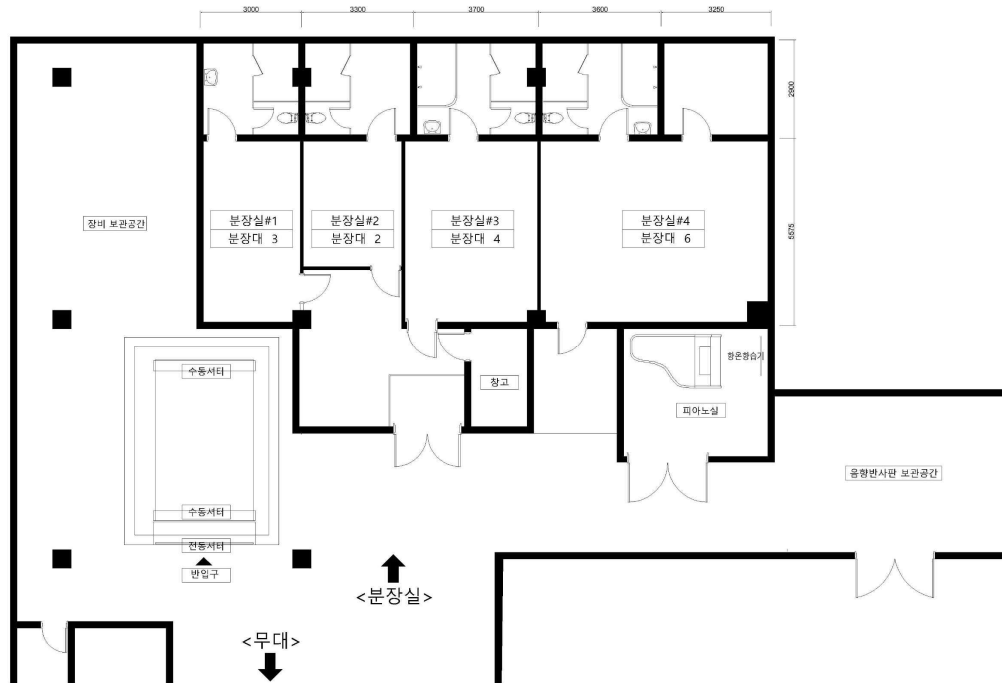 3000 3300 3700 3600 3250
2900
장비 보관공간
분장실#1
분장대 3
분장실#2
분장대 2
분장실#3
분장대 4
분장실#4
분장대 6
5575
수동셔터
창고
항온항습기
피아노실
음향반사판 보관공간
수동셔터
전동셔터
반입구
<분장실>
<무대>